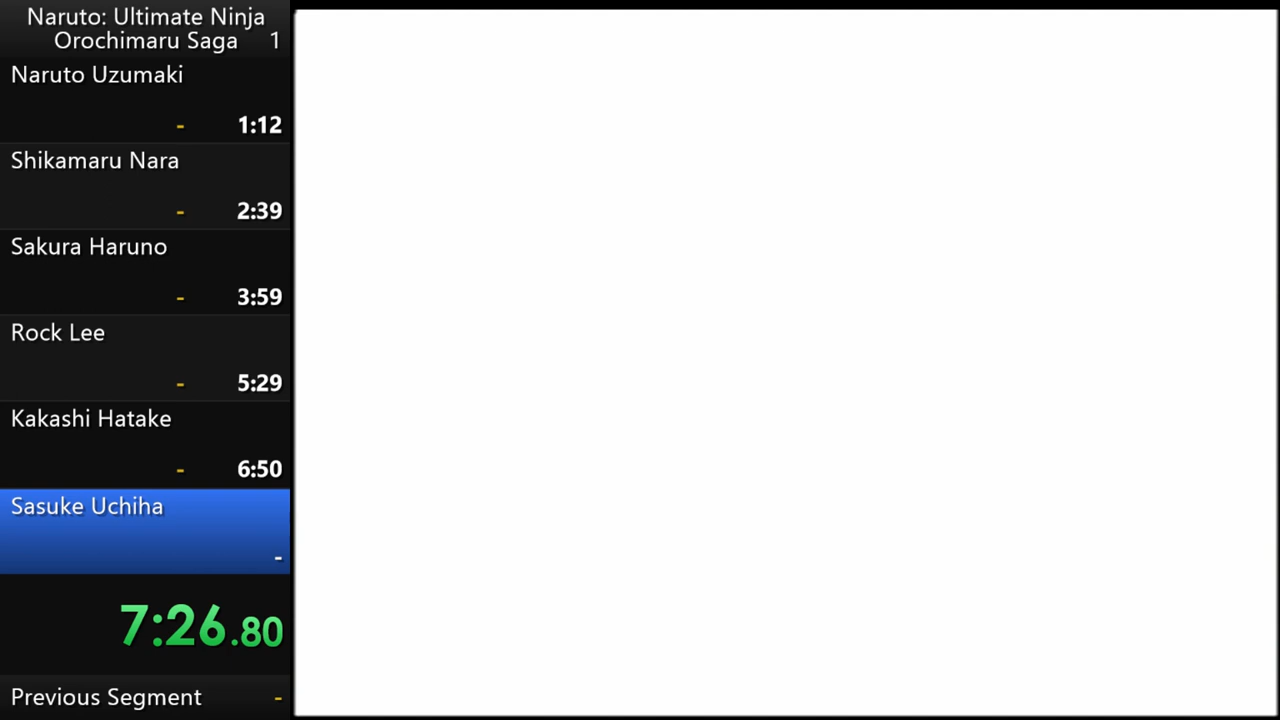 Naruto: Ultimate Ninja
Orochimaru Saga 1
Naruto Uzumaki
- 1:12
Shikamaru Nara
- 2:39
Sakura Haruno
- 3:59
Rock Lee
- 5:29
Kakashi Hatake
- 6:50
Sasuke Uchiha
-
7:26.80
Previous Segment -